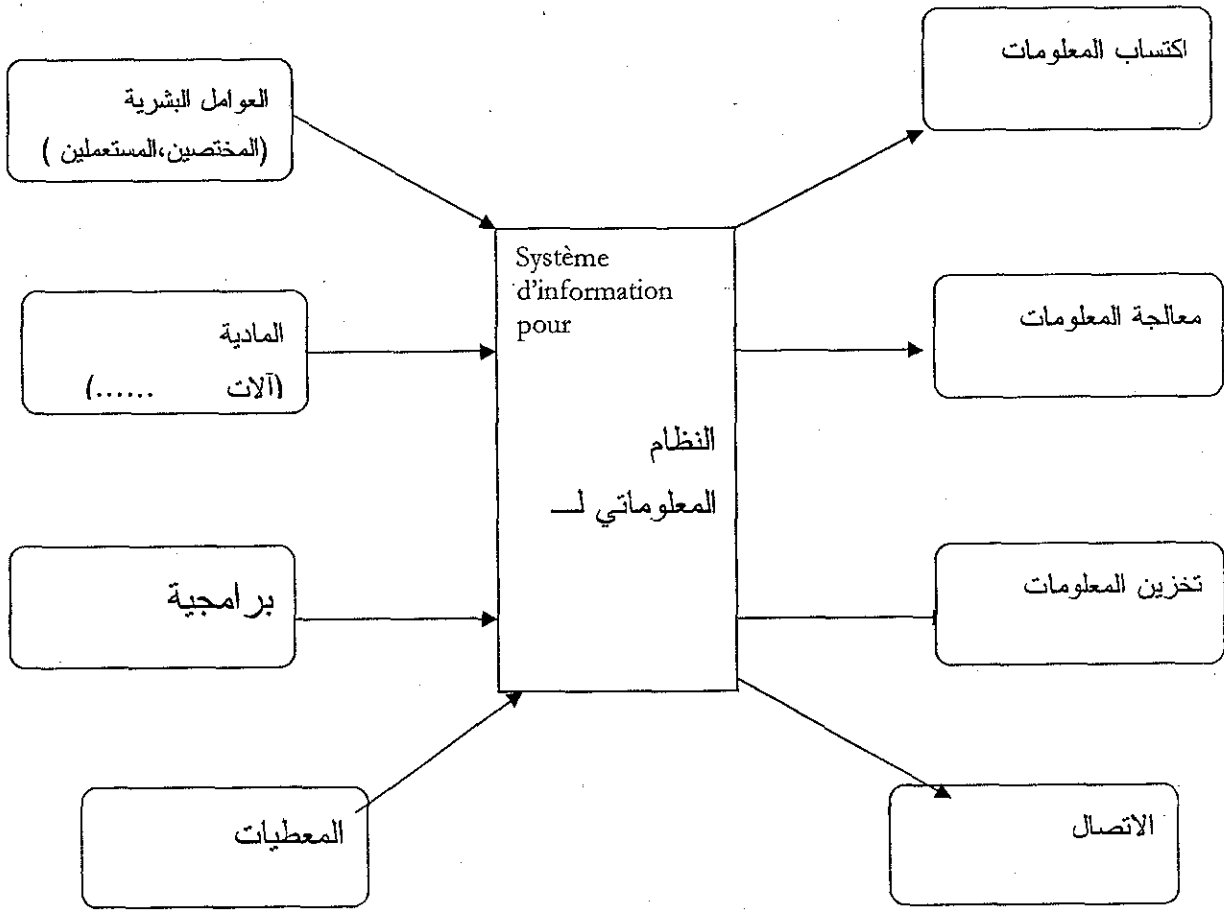 اكتساب المعلومات
العوامل البشرية
(المختصين،المستعملين )
Système
d'information
pour
النظام
المعلوماتي لــ
المادية
(آلات ......)
معالجة المعلومات
برامجية
تخزين المعلومات
المعطيات
الاتصال